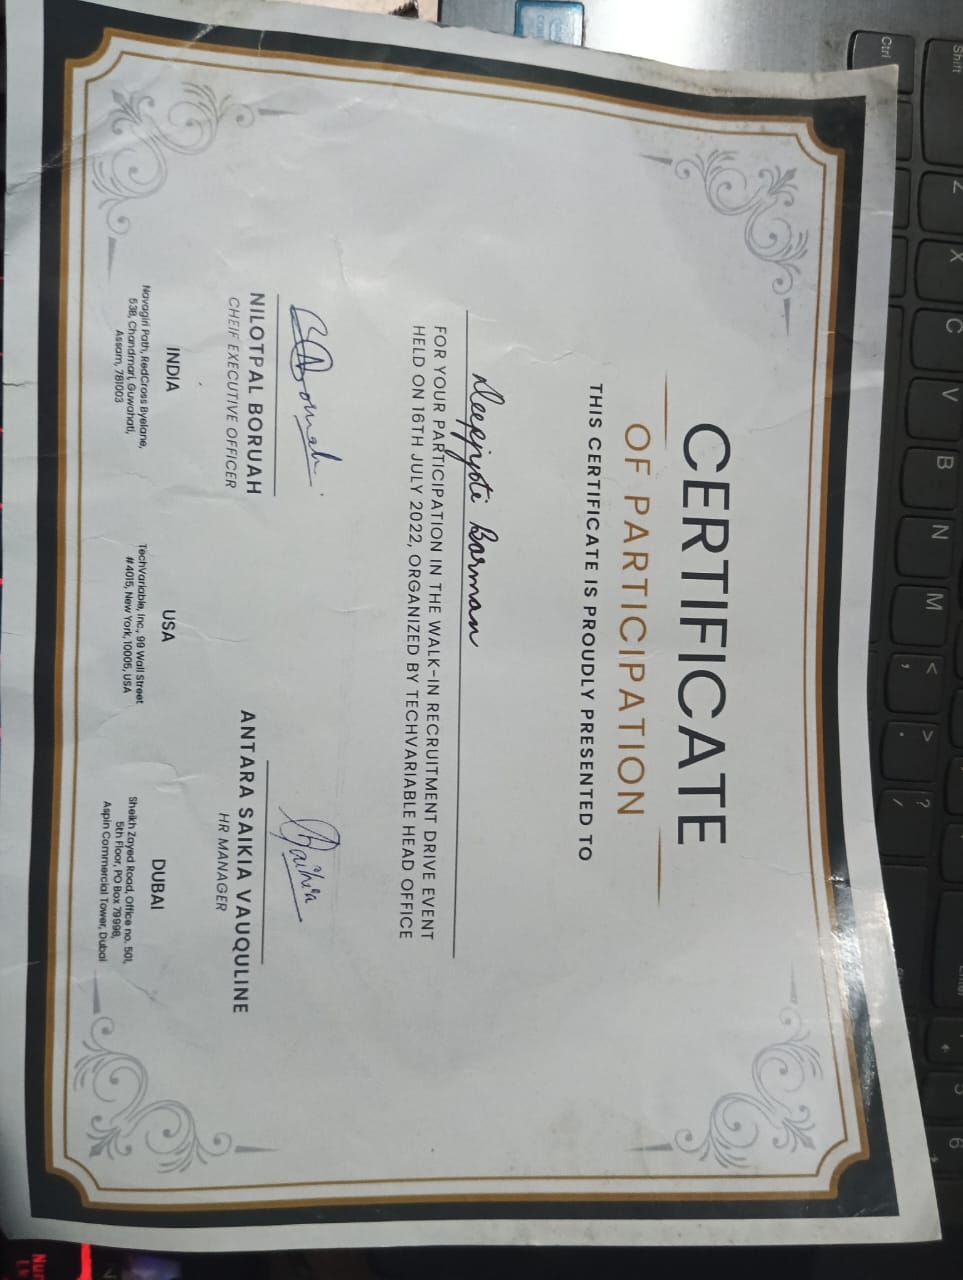 Shift Z X C V B N M < , > . ? / Enter 5 6
Ctrl
CERTIFICATE
OF PARTICIPATION
THIS CERTIFICATE IS PROUDLY PRESENTED TO
Deepjyoti Barman
FOR YOUR PARTICIPATION IN THE WALK-IN RECRUITMENT DRIVE EVENT
HELD ON 16TH JULY 2022, ORGANIZED BY TECHVARIABLE HEAD OFFICE
NILOTPAL BORUAH
CHEIF EXECUTIVE OFFICER
ANTARA SAIKIA VAUQULINE
HR MANAGER
INDIA
Navagiri Path, RedCross Byelane,
53B, Chandmari, Guwahati,
Assam, 781003
USA
TechVariable, Inc., 99 Wall Street
#4015, New York, 10005, USA
DUBAI
Sheikh Zayed Road, Office no. 501,
5th Floor, PO Box 79998,
Aspin Commercial Tower, Dubai